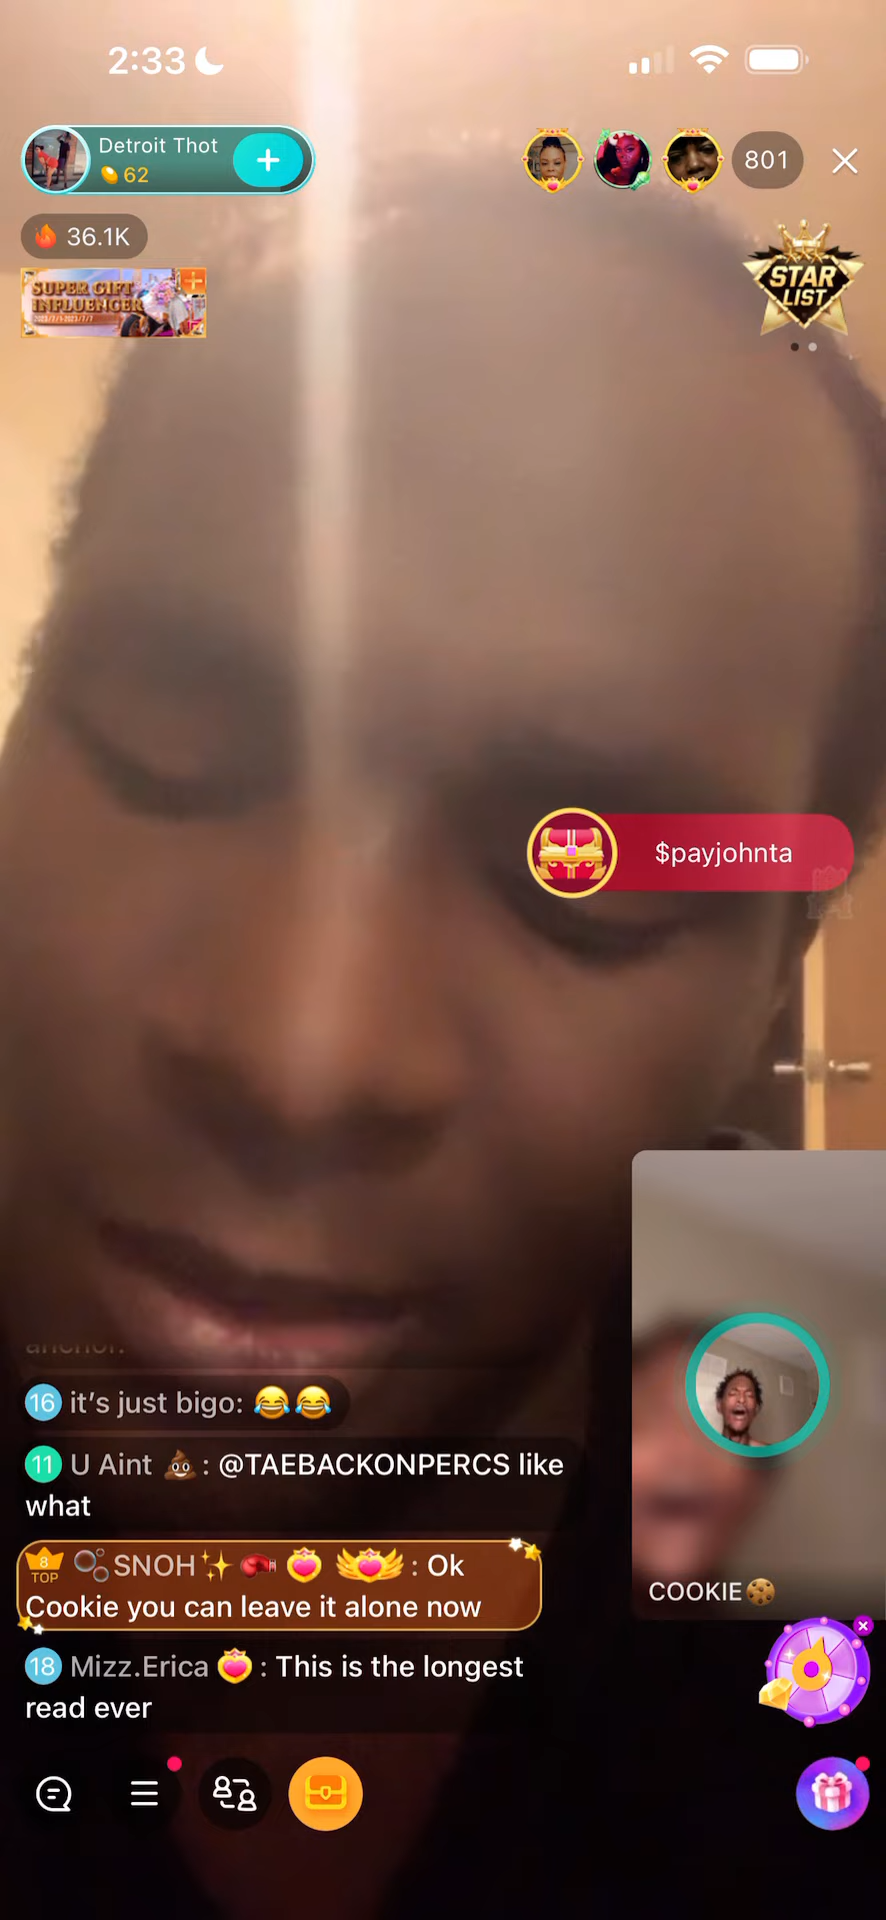 2:33
Detroit Thot
62
801
36.1K
SUPER GIFT
INFLUENCER
STAR
LIST
$payjohnta
anchor.
16 it’s just bigo: 😂😂
11 U Aint 💩 : @TAEBACKONPERCS like
what
8 TOP SNOH✨ : Ok
Cookie you can leave it alone now
18 Mizz.Erica : This is the longest
read ever
COOKIE🍪